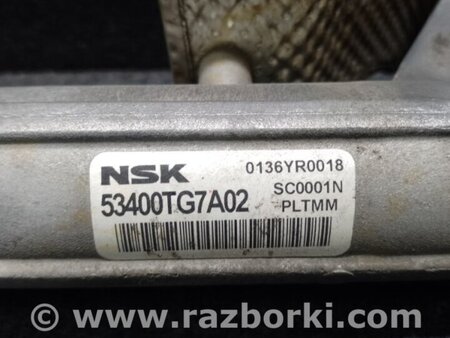 NSK 0136YR0018
53400TG7A02 SC0001N
PLTMM
© - www.razborki.com